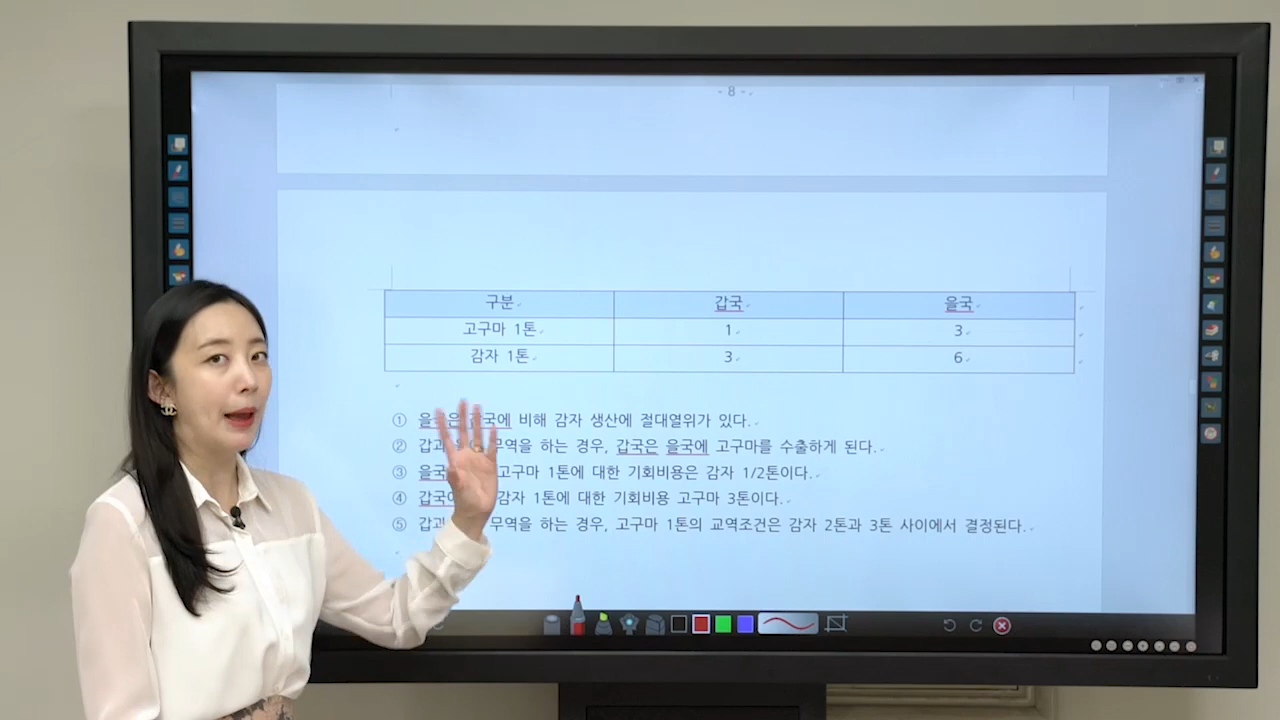 - 8 -
구분 갑국 을국
고구마 1톤 1 3
감자 1톤 3 6
① 을국은 갑국에 비해 감자 생산에 절대열위가 있다.
② 갑과 무역을 하는 경우, 갑국은 을국에 고구마를 수출하게 된다.
③ 을국 고구마 1톤에 대한 기회비용은 감자 1/2톤이다.
④ 갑국 감자 1톤에 대한 기회비용 고구마 3톤이다.
⑤ 갑과 무역을 하는 경우, 고구마 1톤의 교역조건은 감자 2톤과 3톤 사이에서 결정된다.